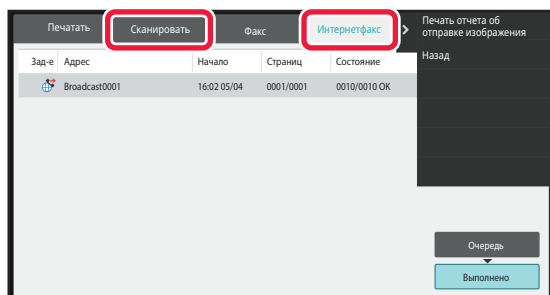 Печатать Сканировать Факс Интернетфакс
Зад-е Адрес Начало Страниц Состояние
Broadcast0001 16:02 05/04 0001/0001 0010/0010 OK
Печать отчета об
отправке изображения
Назад
Очередь
Выполнено